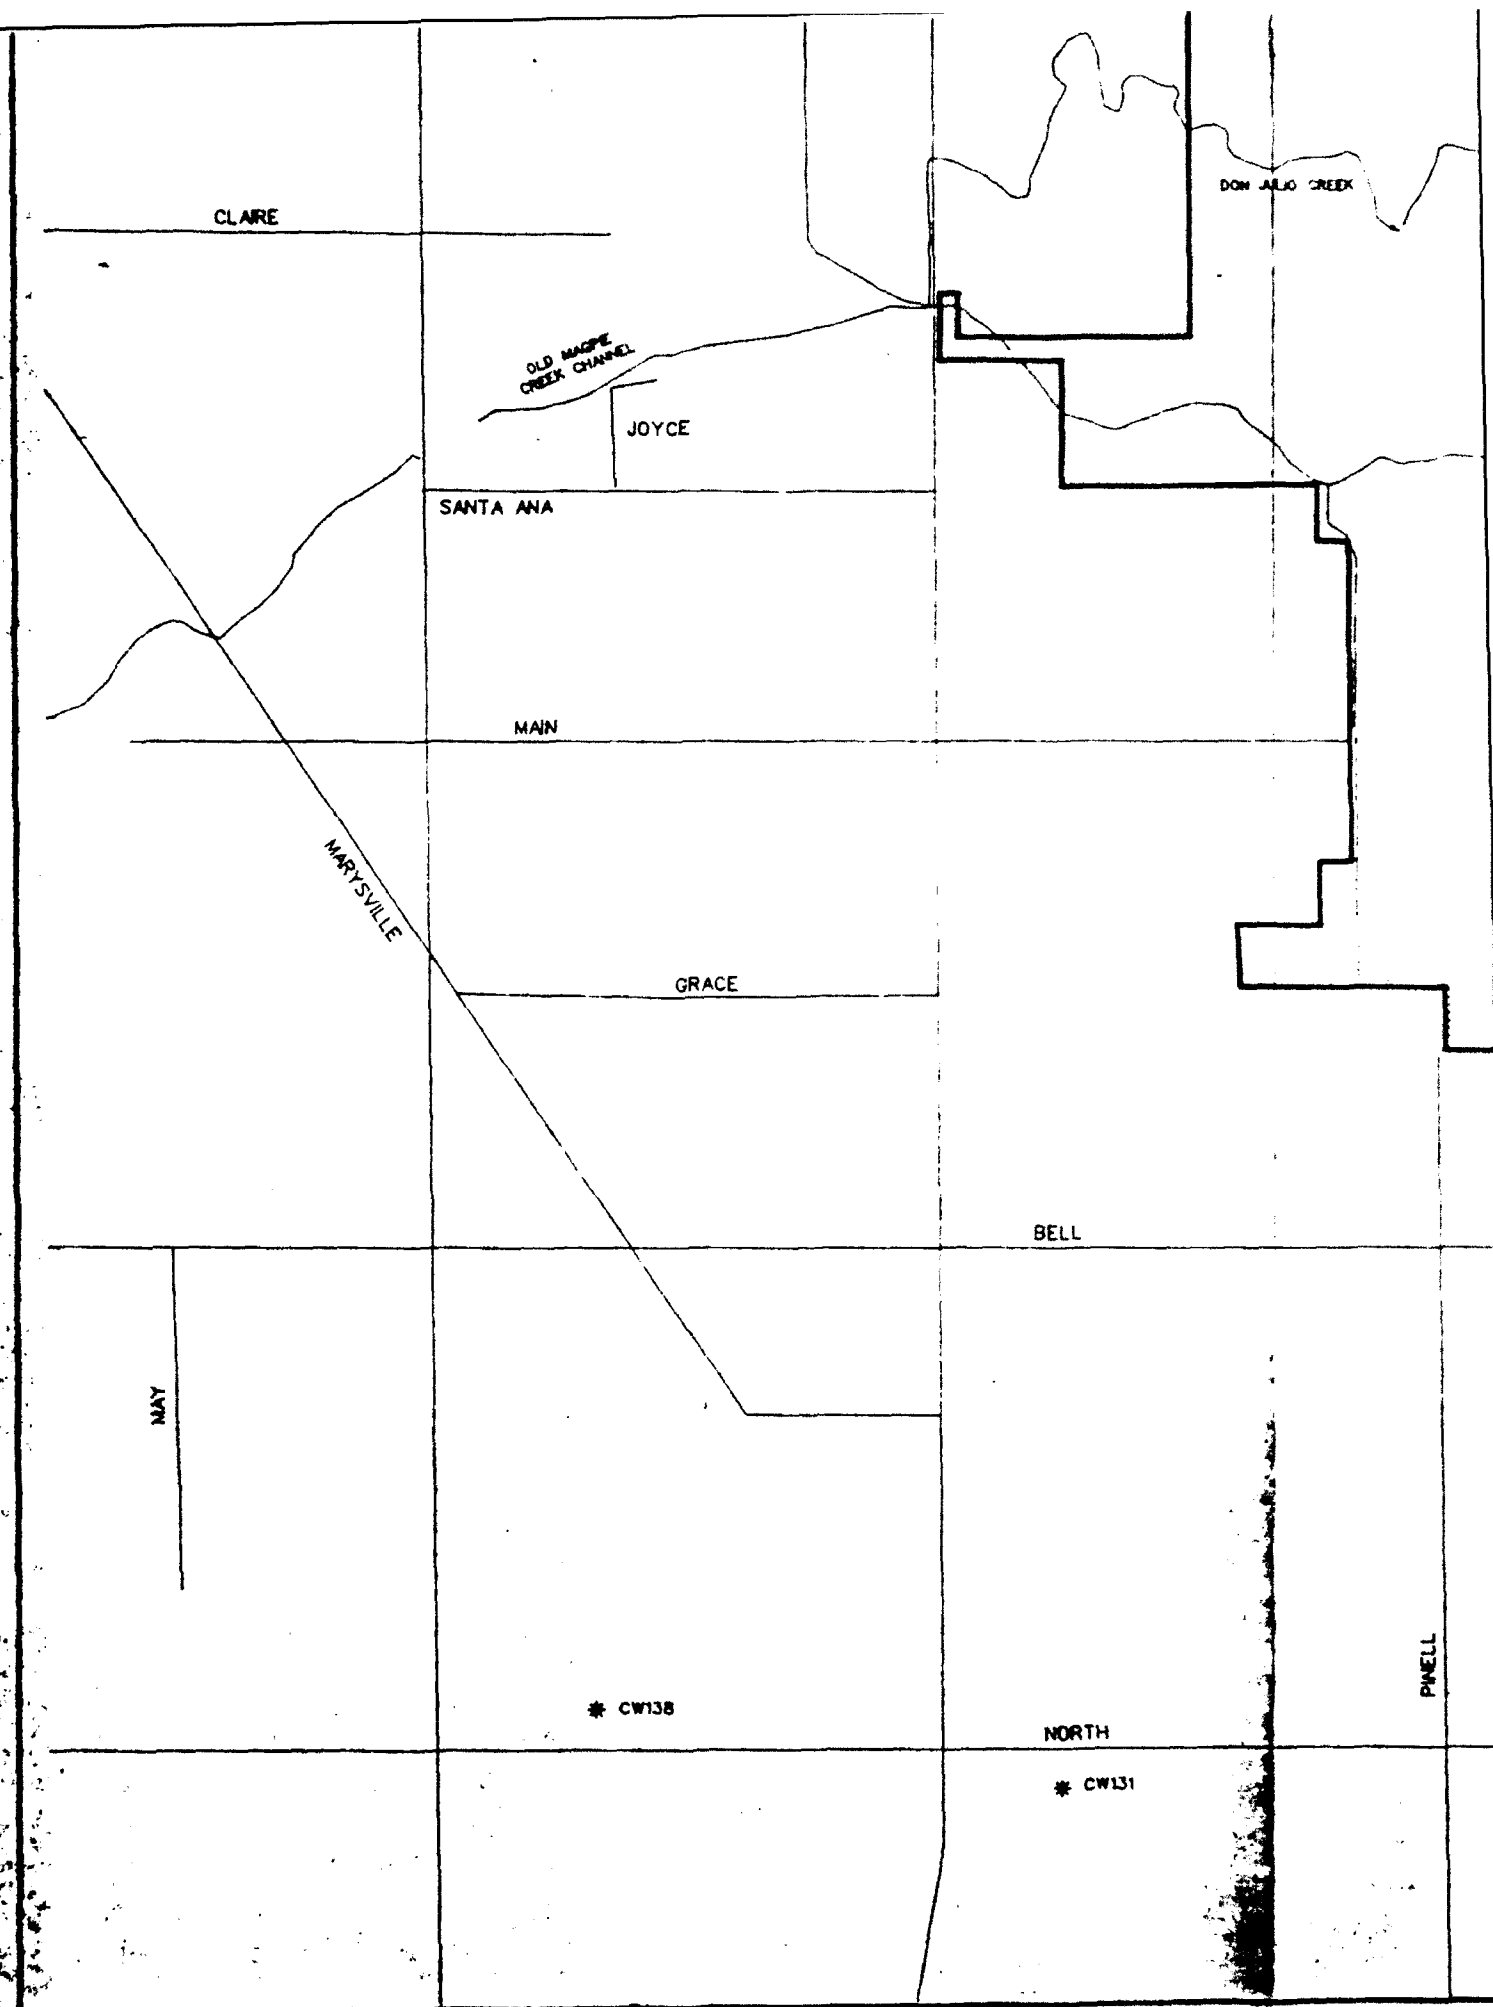 CLAIRE
DON JULIO CREEK
OLD MAGPIE
CREEK CHANNEL
JOYCE
SANTA ANA
MAIN
MARYSVILLE
GRACE
BELL
MAY
PINELL
CW138
NORTH
CW131